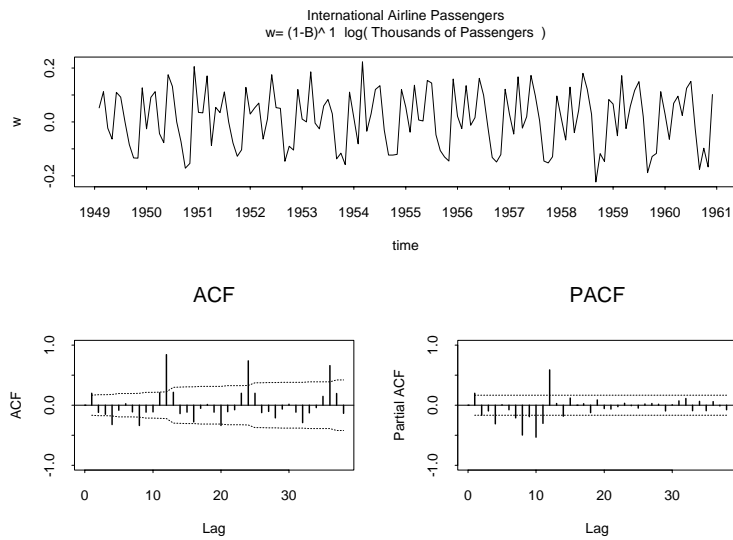 International Airline Passengers
w= (1-B)^ 1 log( Thousands of Passengers )
w
0.2
0.0
-0.2
1949 1950 1951 1952 1953 1954 1955 1956 1957 1958 1959 1960 1961
time
ACF
ACF
1.0
0.0
-1.0
0 10 20 30
Lag
PACF
Partial ACF
1.0
0.0
-1.0
0 10 20 30
Lag